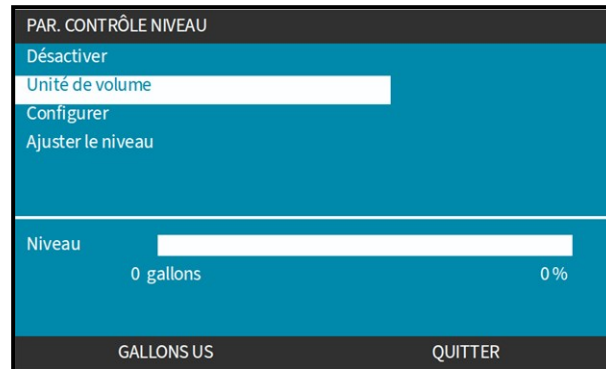 PAR. CONTRÔLE NIVEAU
Désactiver
Unité de volume
Configurer
Ajuster le niveau
Niveau
0 gallons 0 %
GALLONS US QUITTER